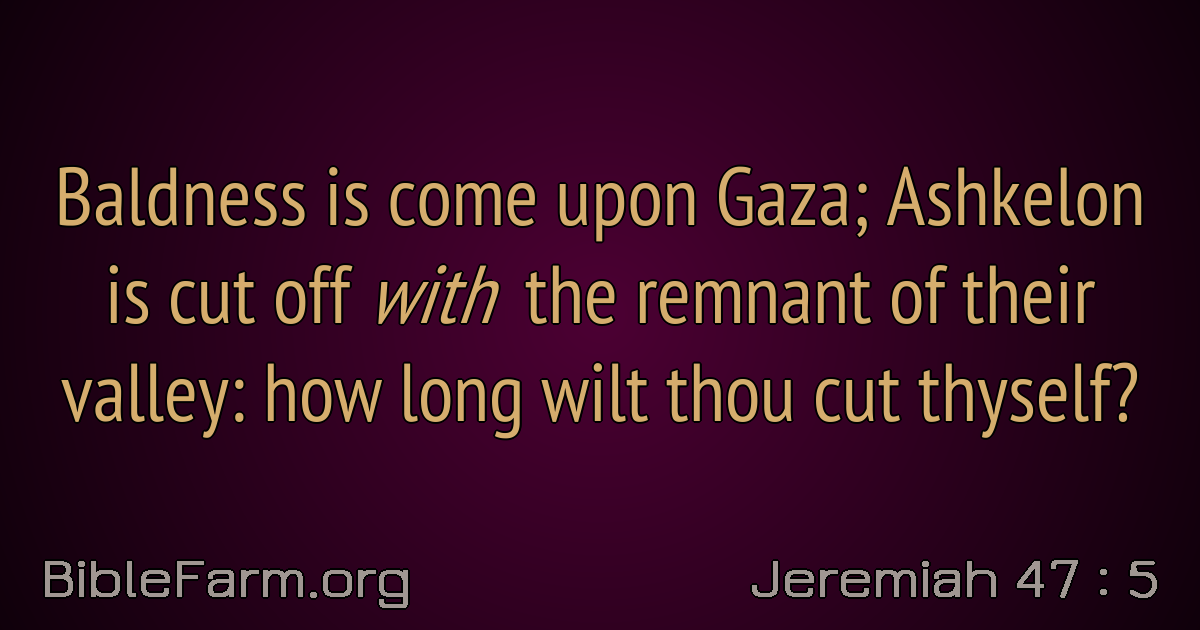 Baldness is come upon Gaza; Ashkelon
is cut off with the remnant of their
valley: how long wilt thou cut thyself?
BibleFarm.org
Jeremiah 47 : 5